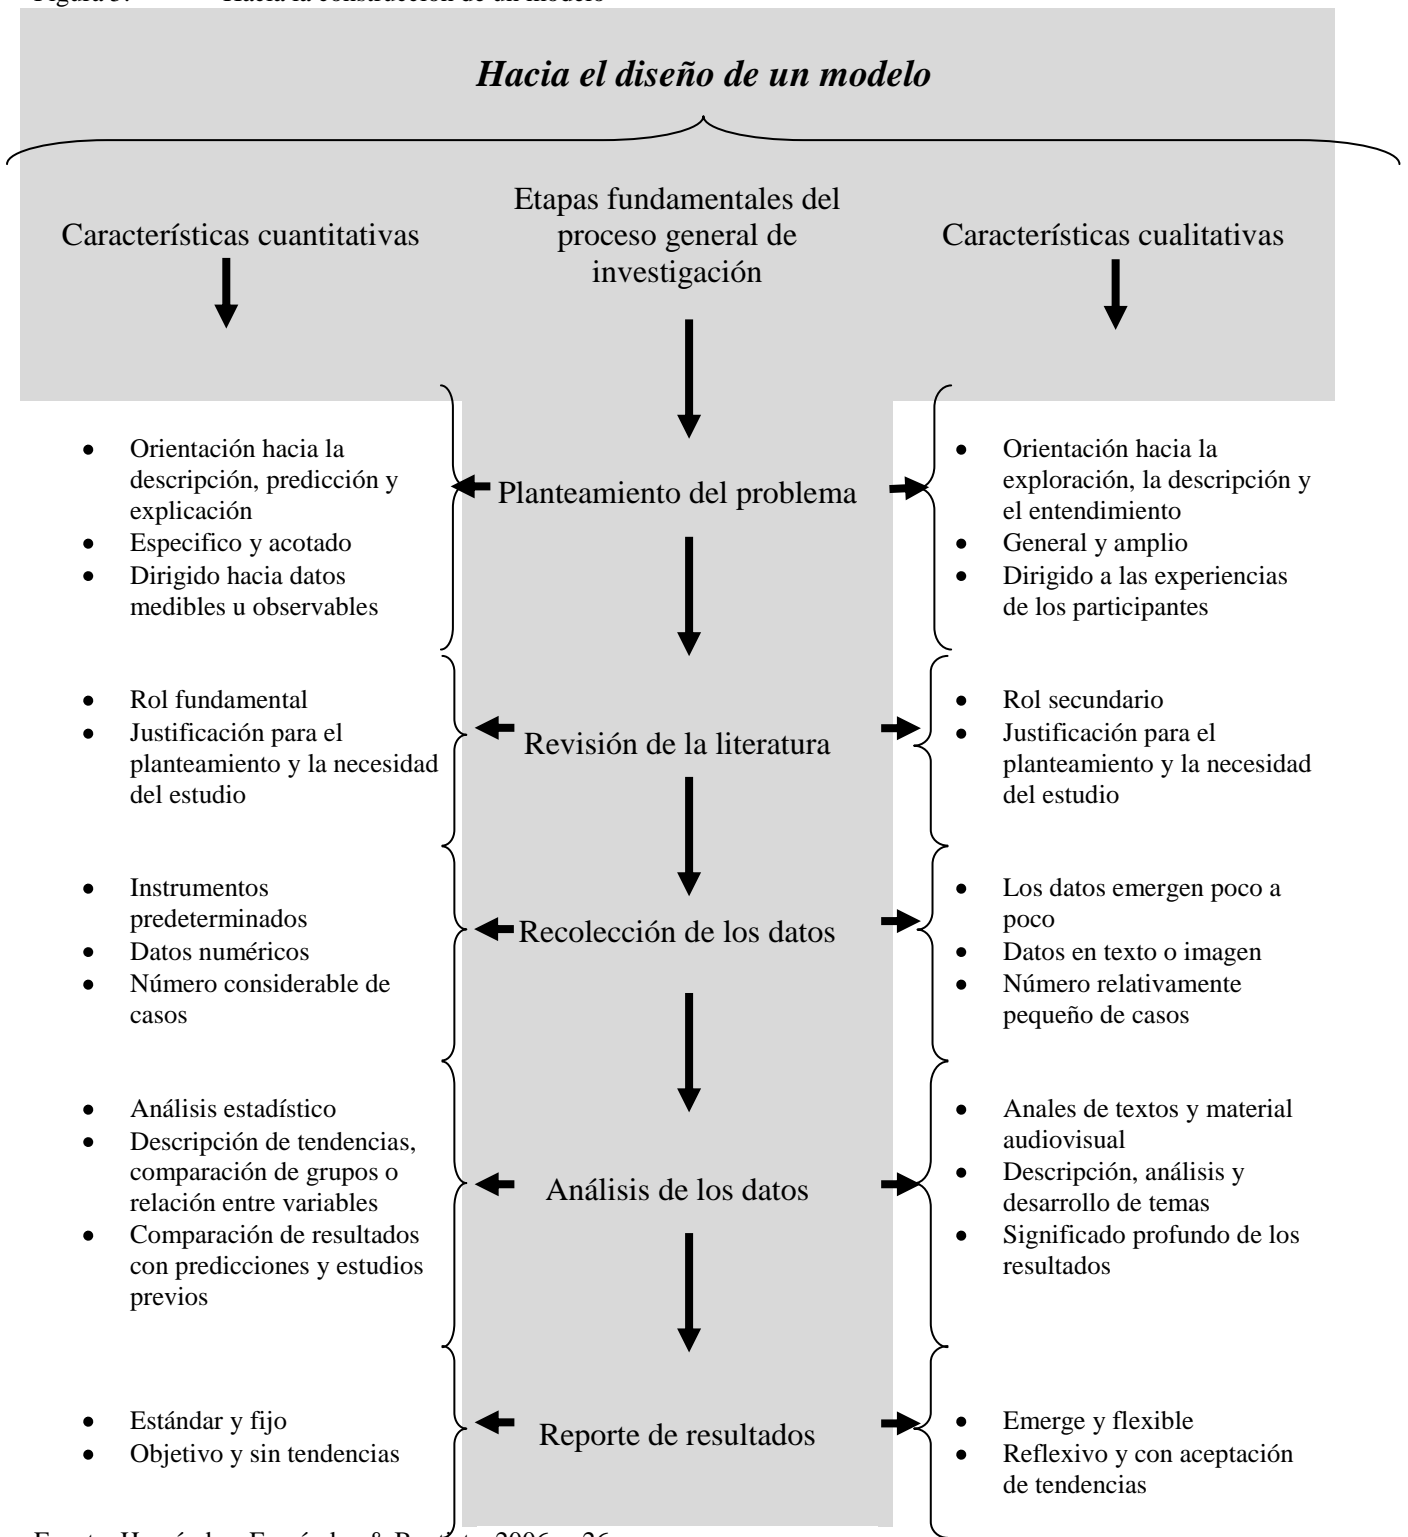 Hacia el diseño de un modelo
Características cuantitativas
Etapas fundamentales del
proceso general de
investigación
Características cualitativas
• Orientación hacia la
descripción, predicción y
explicación
• Especifico y acotado
• Dirigido hacia datos
medibles u observables
Planteamiento del problema
• Orientación hacia la
exploración, la descripción y
el entendimiento
• General y amplio
• Dirigido a las experiencias
de los participantes
• Rol fundamental
• Justificación para el
planteamiento y la necesidad
del estudio
Revisión de la literatura
• Rol secundario
• Justificación para el
planteamiento y la necesidad
del estudio
• Instrumentos
predeterminados
• Datos numéricos
• Número considerable de
casos
Recolección de los datos
• Los datos emergen poco a
poco
• Datos en texto o imagen
• Número relativamente
pequeño de casos
• Análisis estadístico
• Descripción de tendencias,
comparación de grupos o
relación entre variables
• Comparación de resultados
con predicciones y estudios
previos
Análisis de los datos
• Anales de textos y material
audiovisual
• Descripción, análisis y
desarrollo de temas
• Significado profundo de los
resultados
• Estándar y fijo
• Objetivo y sin tendencias
Reporte de resultados
• Emerge y flexible
• Reflexivo y con aceptación
de tendencias